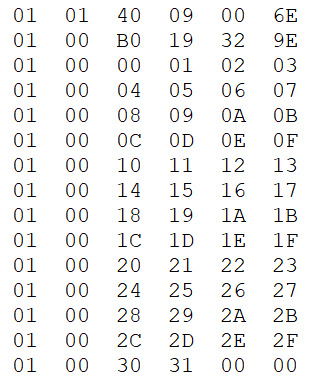 01 01 40 09 00 6E
01 00 B0 19 32 9E
01 00 00 01 02 03
01 00 04 05 06 07
01 00 08 09 0A 0B
01 00 0C 0D 0E 0F
01 00 10 11 12 13
01 00 14 15 16 17
01 00 18 19 1A 1B
01 00 1C 1D 1E 1F
01 00 20 21 22 23
01 00 24 25 26 27
01 00 28 29 2A 2B
01 00 2C 2D 2E 2F
01 00 30 31 00 00